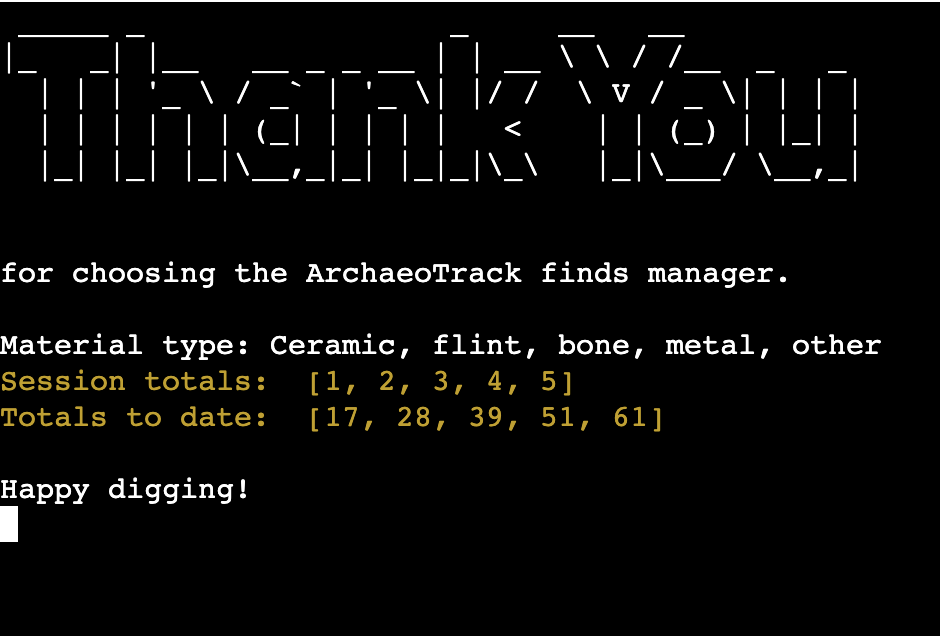 Thank You
for choosing the ArchaeoTrack finds manager.
Material type: Ceramic, flint, bone, metal, other
Session totals:  [1, 2, 3, 4, 5]
Totals to date:  [17, 28, 39, 51, 61]
Happy digging!